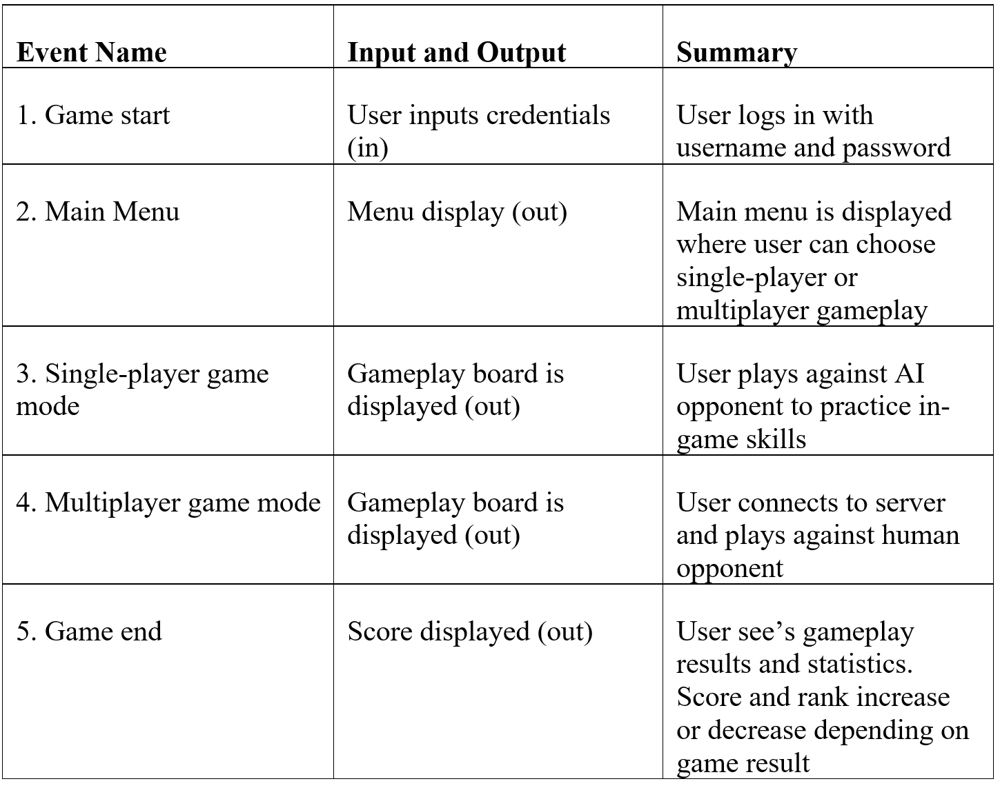 Event Name
Input and Output
Summary
1. Game start
User inputs credentials
(in)
User logs in with
username and password
2. Main Menu
Menu display (out)
Main menu is displayed
where user can choose
single-player or
multiplayer gameplay
3. Single-player game
mode
Gameplay board is
displayed (out)
User plays against AI
opponent to practice in-
game skills
4. Multiplayer game mode
Gameplay board is
displayed (out)
User connects to server
and plays against human
opponent
5. Game end
Score displayed (out)
User see’s gameplay
results and statistics.
Score and rank increase
or decrease depending on
game result